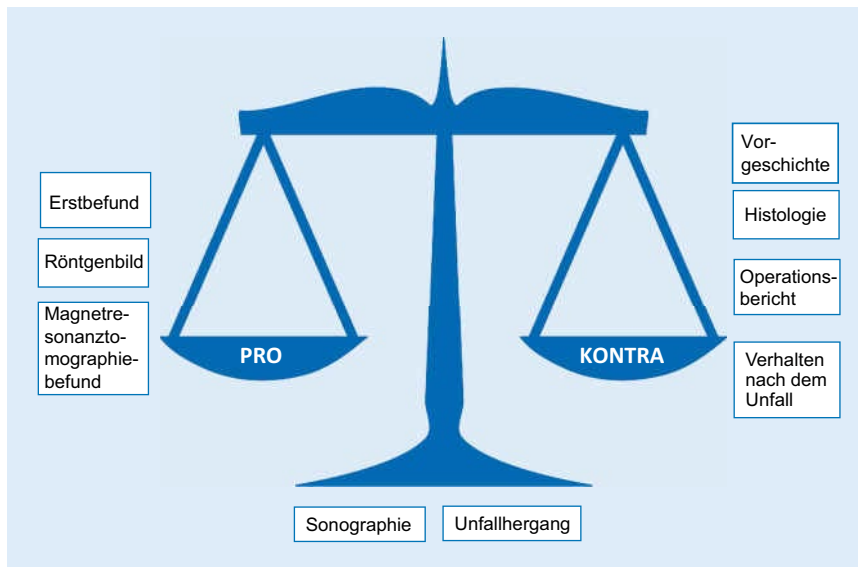 Erstbefund
Röntgenbild
Magnetre-
sonanzto-
mographie-
befund
PRO
KONTRA
Vor-
geschichte
Histologie
Operations-
bericht
Verhalten
nach dem
Unfall
Sonographie
Unfallhergang